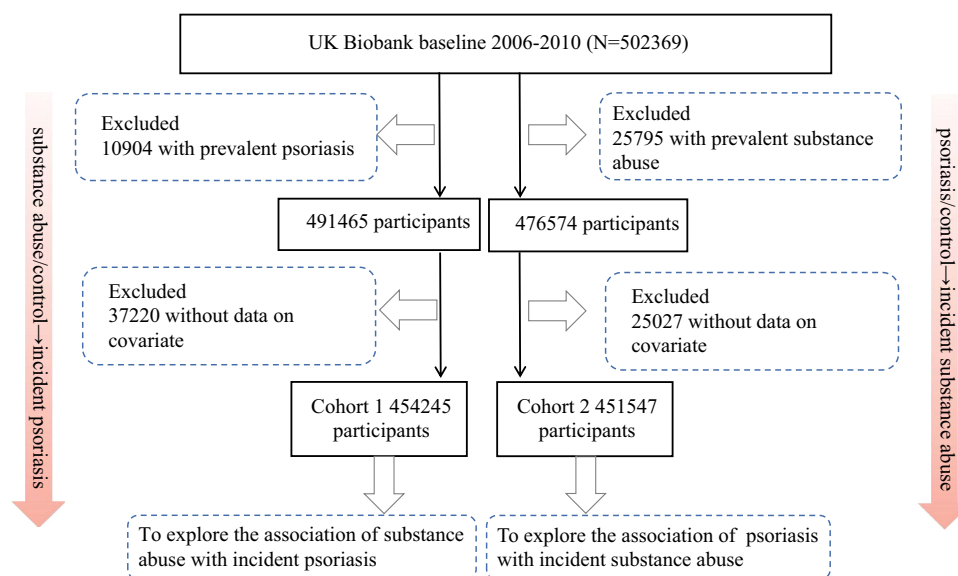 UK Biobank baseline 2006-2010 (N=502369)
substance abuse/control→incident psoriasis
Excluded
10904 with prevalent psoriasis
Excluded
25795 with prevalent substance
abuse
psoriasis/control→incident substance abuse
491465 participants
476574 participants
Excluded
37220 without data on
covariate
Excluded
25027 without data on
covariate
Cohort 1 454245
participants
Cohort 2 451547
participants
To explore the association of substance
abuse with incident psoriasis
To explore the association of psoriasis
with incident substance abuse